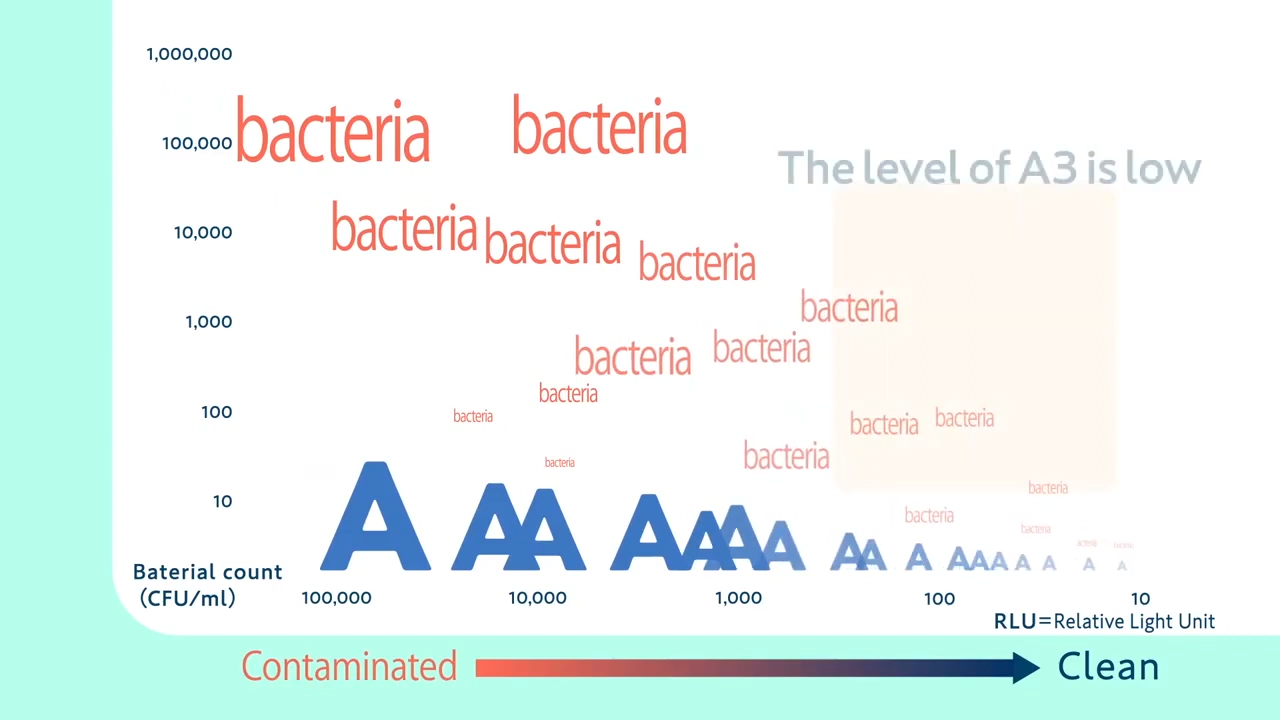 1,000,000
bacteria
bacteria
100,000
The level of A3 is low
bacteria
bacteria
10,000
bacteria
bacteria
1,000
bacteria
bacteria
bacteria
100
bacteria
bacteria
bacteria
bacteria
bacteria
bacteria
10
bacteria
bacteria
A A A A A A A A A A A A A A A A A
Baterial count
(CFU/ml)
100,000
10,000
1,000
100
10
RLU=Relative Light Unit
Contaminated
Clean